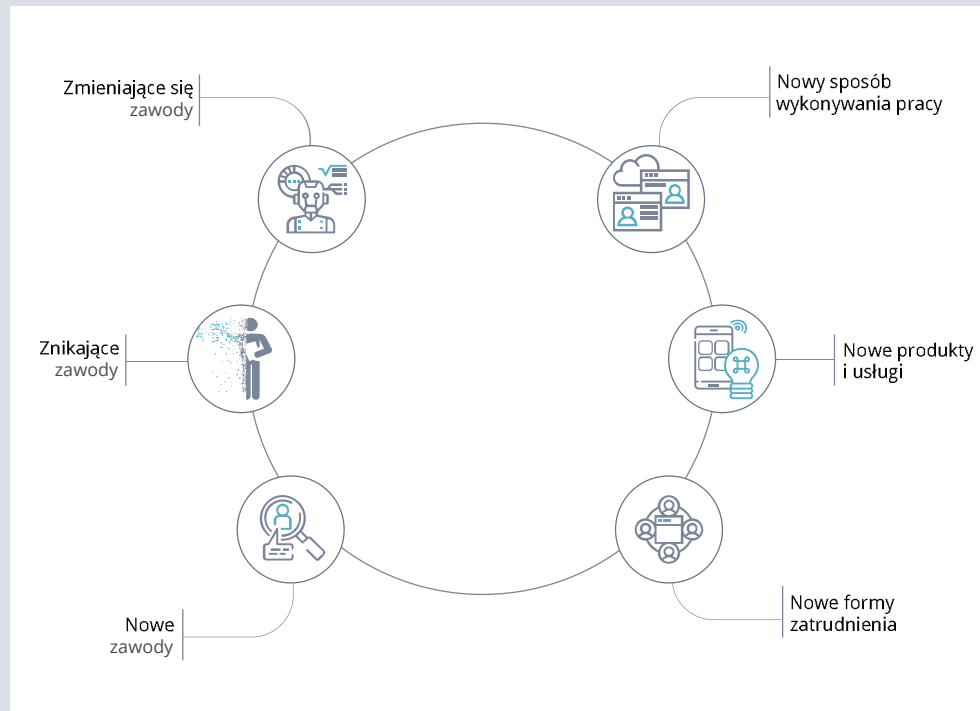 Zmieniające się
zawody
Nowy sposób
wykonywania pracy
Znikające
zawody
Nowe produkty
i usługi
Nowe
zawody
Nowe formy
zatrudnienia